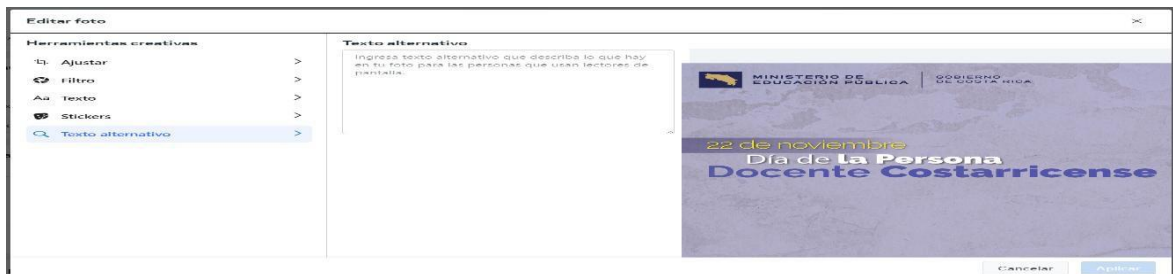 Editar foto
Herramientas creativas
Ajustar
Filtro
Aa Texto
Stickers
Texto alternativo
Texto alternativo
Ingresa texto alternativo que describa lo que hay
en tu foto para las personas que usan lectores de
pantalla.
MINISTERIO DE
EDUCACIÓN PÚBLICA
GOBIERNO
DE COSTA RICA
22 de noviembre
Día de la Persona
Docente Costarricense
Cancelar
Aplicar